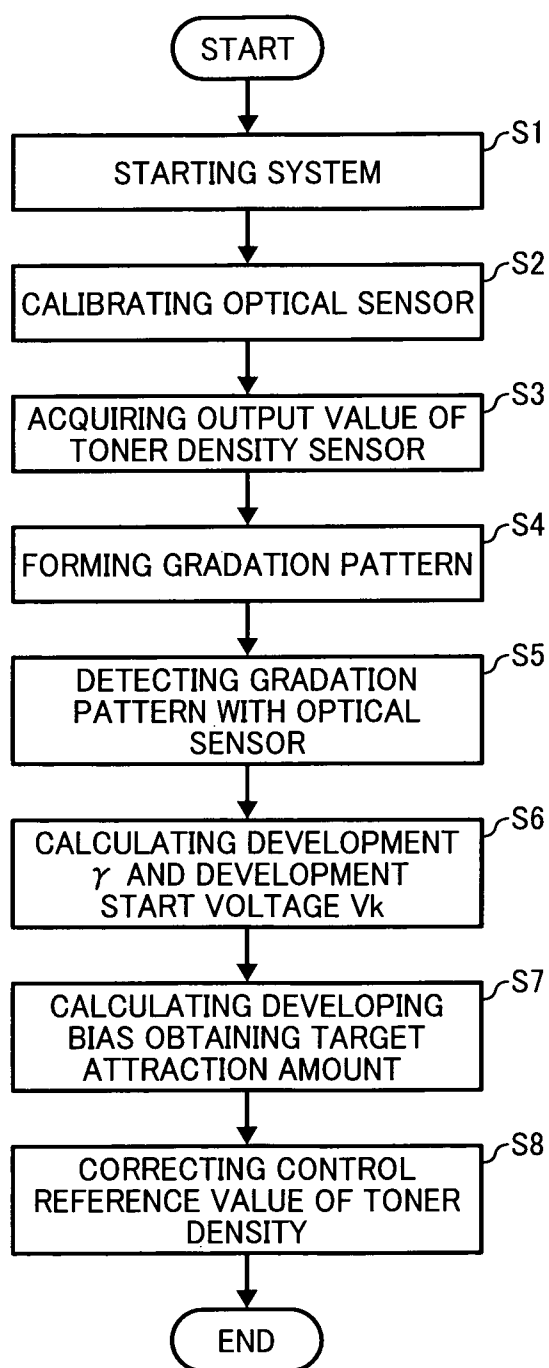 START
S1
STARTING SYSTEM
S2
CALIBRATING OPTICAL SENSOR
S3
ACQUIRING OUTPUT VALUE OF
TONER DENSITY SENSOR
S4
FORMING GRADATION PATTERN
S5
DETECTING GRADATION
PATTERN WITH OPTICAL
SENSOR
S6
CALCULATING DEVELOPMENT
γ AND DEVELOPMENT
START VOLTAGE Vk
S7
CALCULATING DEVELOPING
BIAS OBTAINING TARGET
ATTRACTION AMOUNT
S8
CORRECTING CONTROL
REFERENCE VALUE OF TONER
DENSITY
END